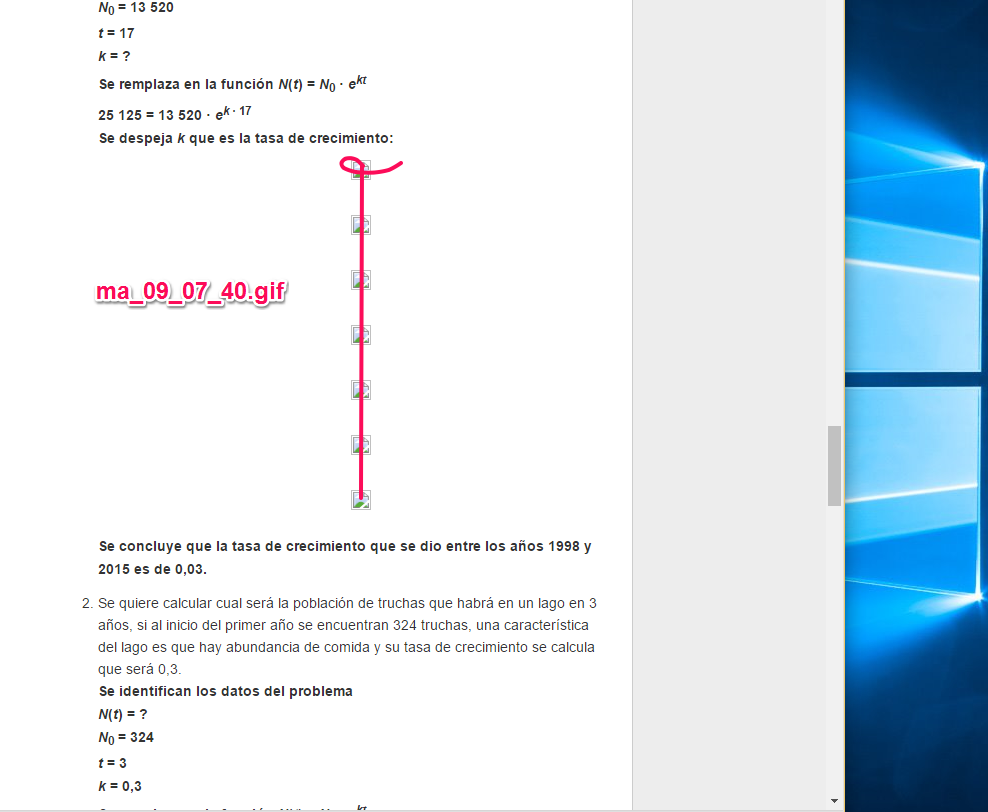 N₀ = 13 520
t = 17
k = ?
Se remplaza en la función N(t) = N₀ · e^kt
25 125 = 13 520 · e^k · 17
Se despeja k que es la tasa de crecimiento:
ma_09_07_40.gif
Se concluye que la tasa de crecimiento que se dio entre los años 1998 y
2015 es de 0,03.
2. Se quiere calcular cual será la población de truchas que habrá en un lago en 3
años, si al inicio del primer año se encuentran 324 truchas, una característica
del lago es que hay abundancia de comida y su tasa de crecimiento se calcula
que será 0,3.
Se identifican los datos del problema
N(t) = ?
N₀ = 324
t = 3
k = 0,3